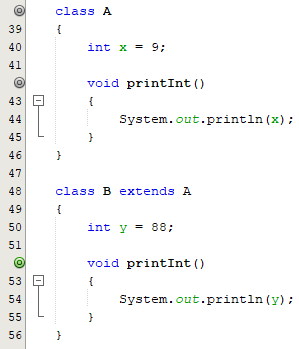 class A
39 {
40     int x = 9;
41
    void printInt()
43     {
44         System.out.println(x);
45     }
46 }
47
48 class B extends A
49 {
50     int y = 88;
51
    void printInt()
53     {
54         System.out.println(y);
55     }
56 }